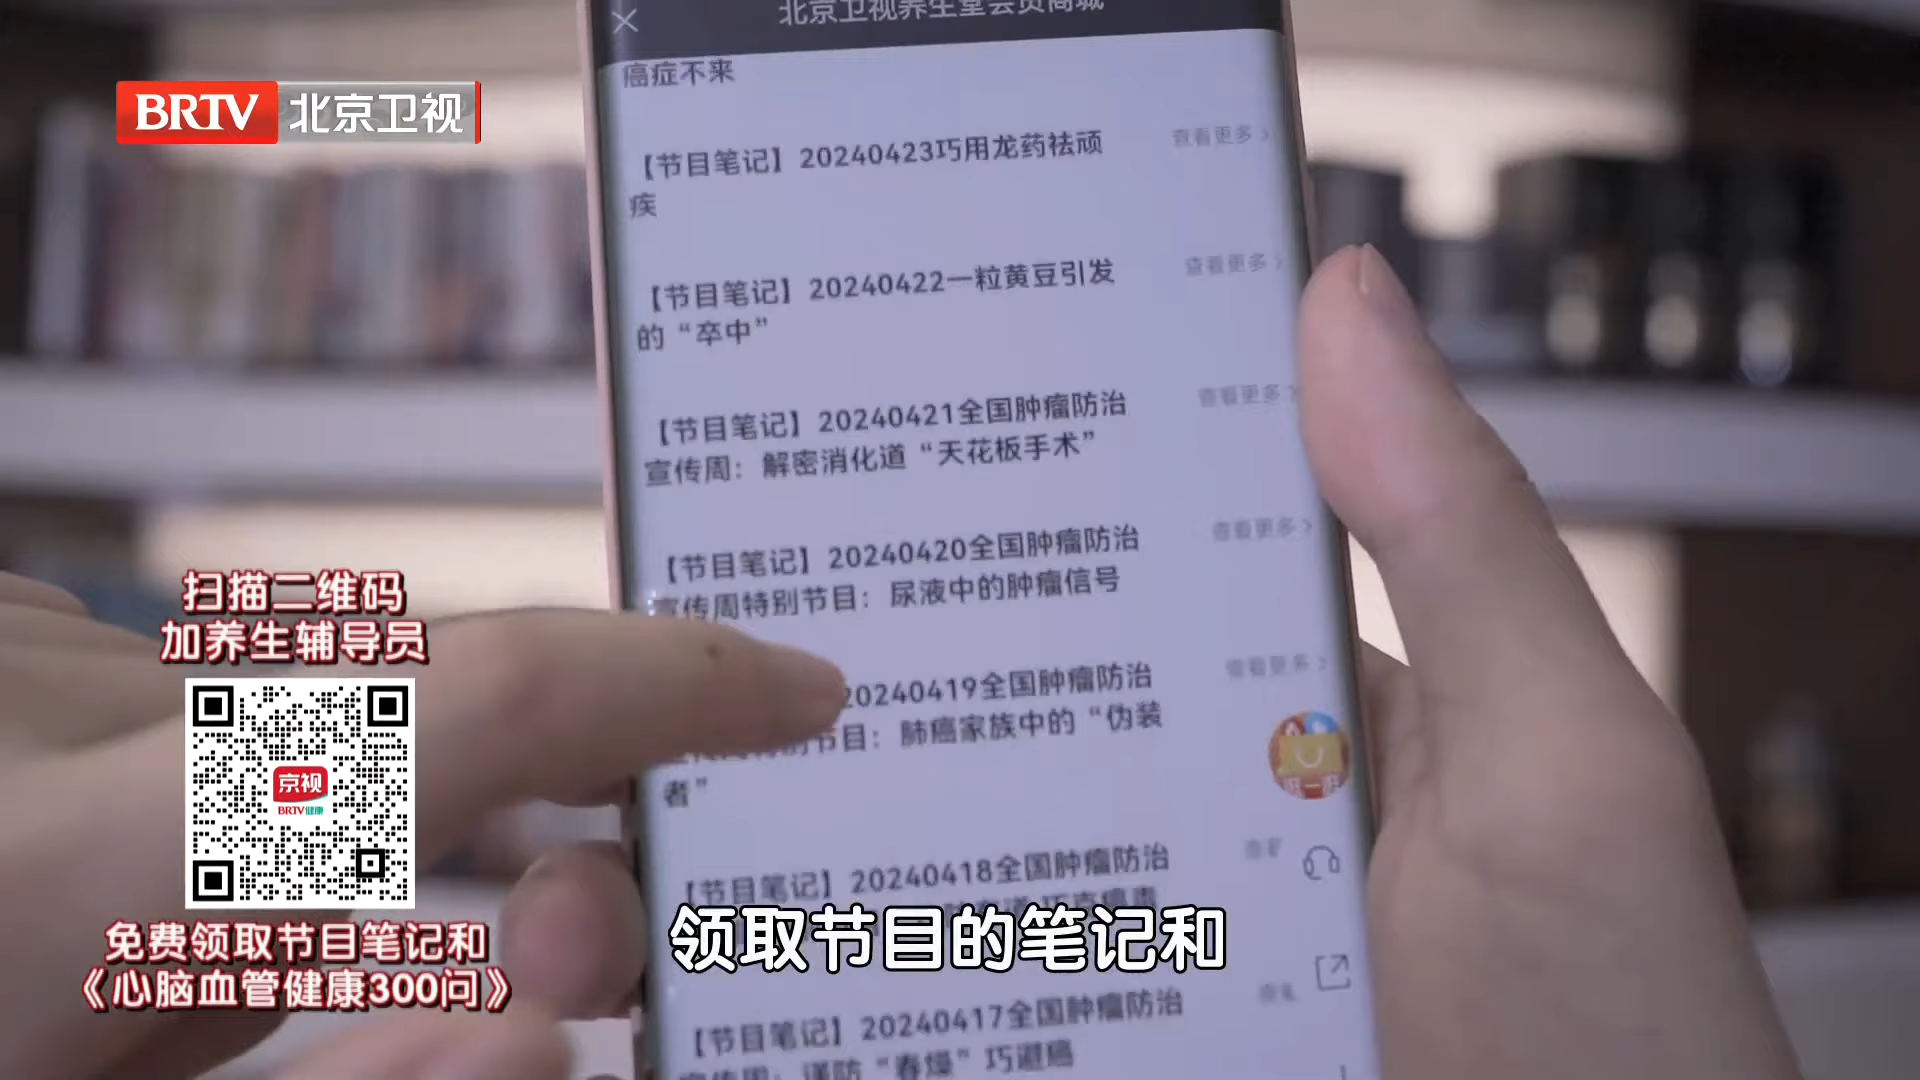 北京卫视养生堂会员商城
BRTV 北京卫视
癌症不来
【节目笔记】20240423巧用龙药祛顽
疾
查看更多
【节目笔记】20240422一粒黄豆引发
的“卒中”
查看更多
【节目笔记】20240421全国肿瘤防治
宣传周：解密消化道“天花板手术”
查看更多
【节目笔记】20240420全国肿瘤防治
宣传周特别节目：尿液中的肿瘤信号
查看更多
20240419全国肿瘤防治
节目：肺癌家族中的“伪装
者”
查看更多
逛一逛
【节目笔记】20240418全国肿瘤防治
【节目笔记】20240417全国肿瘤防治
宣传周：谨防“春燥”巧避癌
扫描二维码
加养生辅导员
京视
BRTV健康
免费领取节目笔记和
《心脑血管健康300问》
领取节目的笔记和